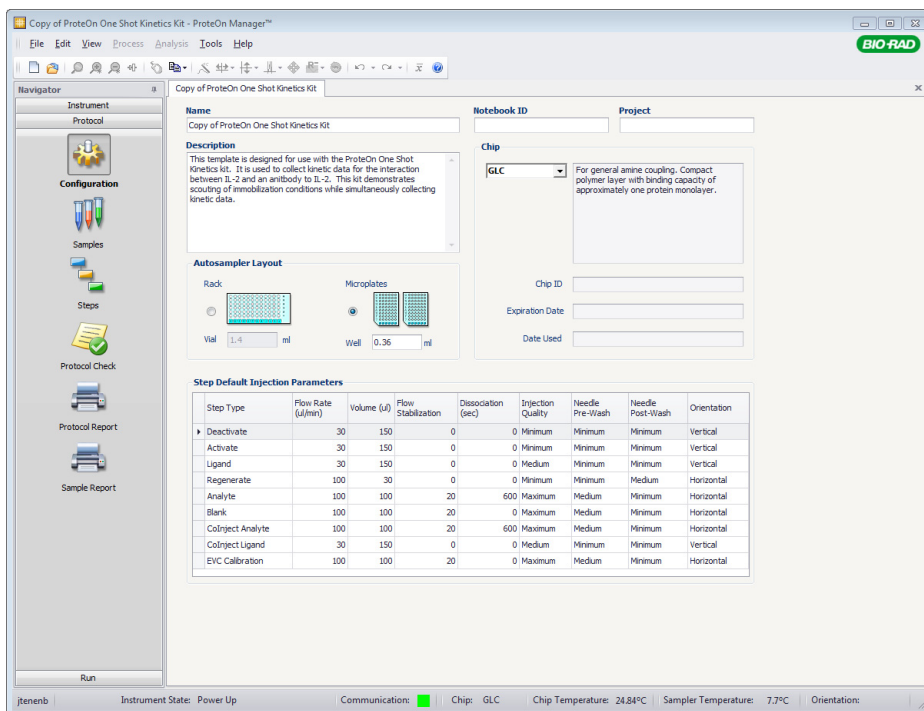 Copy of ProteOn One Shot Kinetics Kit - ProteOn Manager™
File Edit View Process Analysis Tools Help
BIO-RAD
Navigator
Copy of ProteOn One Shot Kinetics Kit
Instrument
Protocol
Configuration
Samples
Steps
Protocol Check
Protocol Report
Sample Report
Run
Name
Copy of ProteOn One Shot Kinetics Kit
Notebook ID
Project
Description
This template is designed for use with the ProteOn One Shot
Kinetics kit. It is used to collect kinetic data for the interaction
between IL-2 and an anitbody to IL-2. This kit demonstrates
scouting of immobilization conditions while simultaneously collecting
kinetic data.
Chip
GLC
For general amine coupling. Compact
polymer layer with binding capacity of
approximately one protein monolayer.
Chip ID
Expiration Date
Date Used
Autosampler Layout
Rack
Microplates
Vial 1.4 ml
Well 0.36 ml
Step Default Injection Parameters
Step Type Flow Rate (ul/min) Volume (ul) Flow Stabilization Dissociation (sec) Injection Quality Needle Pre-Wash Needle Post-Wash Orientation
Deactivate 30 150 0 0 Minimum Minimum Minimum Vertical
Activate 30 150 0 0 Minimum Minimum Minimum Vertical
Ligand 30 150 0 0 Medium Minimum Minimum Vertical
Regenerate 100 30 0 0 Minimum Minimum Medium Horizontal
Analyte 100 100 20 600 Maximum Medium Minimum Horizontal
Blank 100 100 20 0 Maximum Medium Minimum Horizontal
CoInject Analyte 100 100 20 600 Maximum Medium Minimum Horizontal
CoInject Ligand 30 150 0 0 Medium Minimum Minimum Vertical
EVC Calibration 100 100 20 0 Maximum Medium Minimum Horizontal
jtenenb Instrument State: Power Up Communication: Chip: GLC Chip Temperature: 24.84ºC Sampler Temperature: 7.7ºC Orientation: